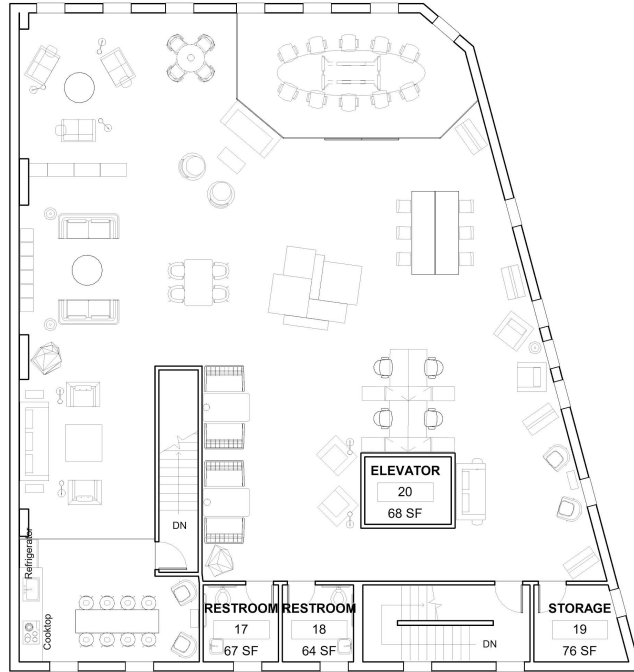 ELEVATOR
20
68 SF
DN
Refrigerator
Cooktop
RESTROOM
17
67 SF
RESTROOM
18
64 SF
DN
STORAGE
19
76 SF